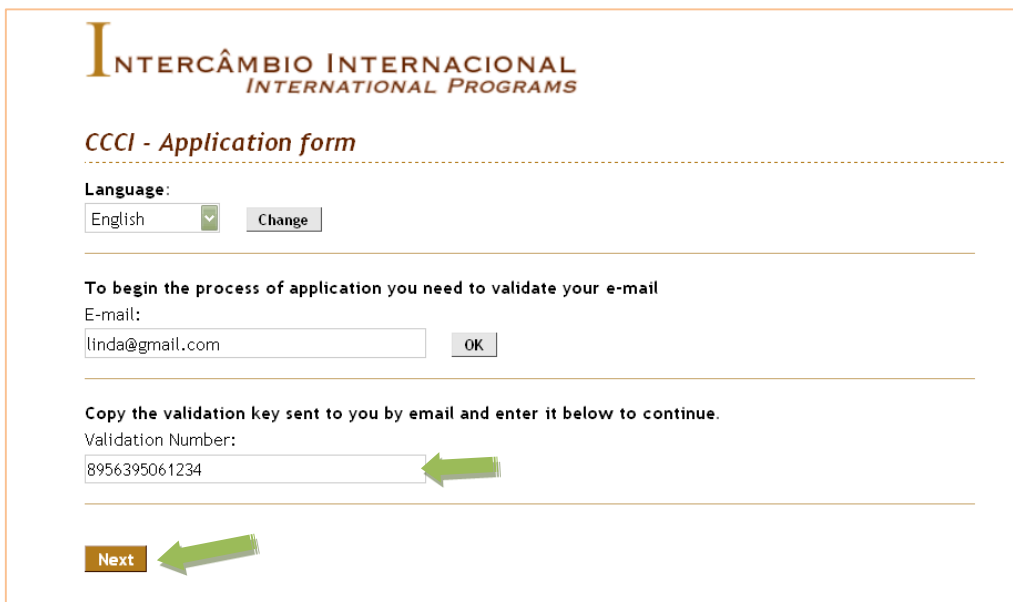 INTERCÂMBIO INTERNACIONAL
INTERNATIONAL PROGRAMS
CCCI - Application form
Language:
English Change
To begin the process of application you need to validate your e-mail
E-mail:
linda@gmail.com OK
Copy the validation key sent to you by email and enter it below to continue.
Validation Number:
8956395061234
Next